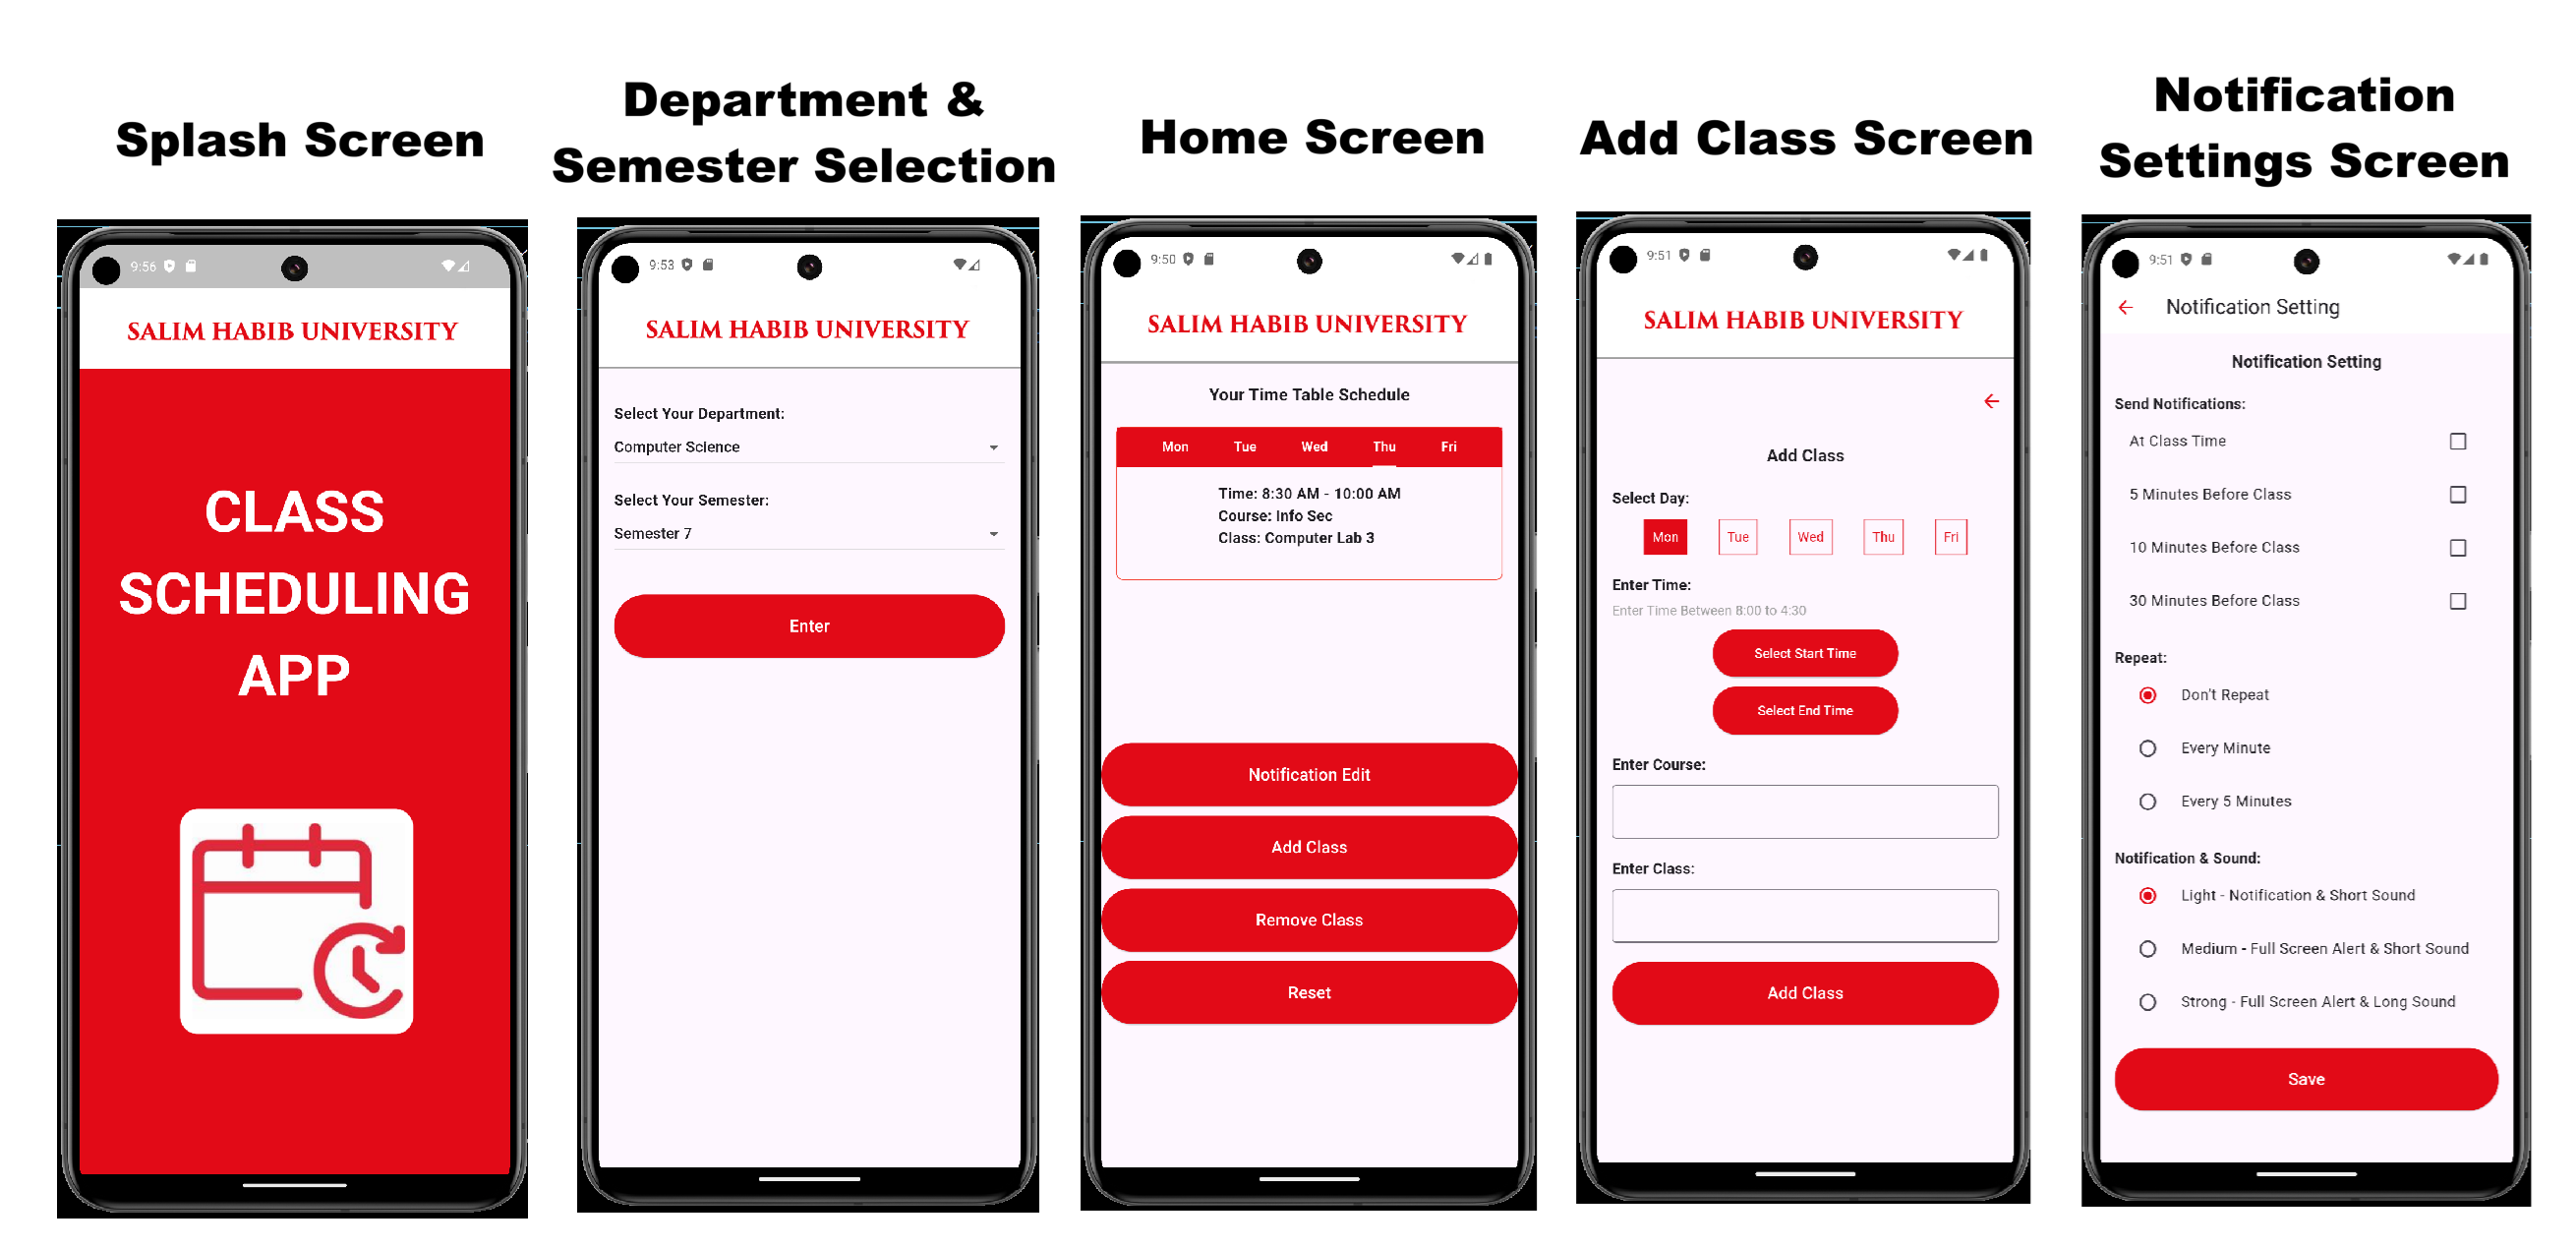 Splash Screen
9:56
SALIM HABIB UNIVERSITY
CLASS
SCHEDULING
APP
Department &
Semester Selection
9:53
SALIM HABIB UNIVERSITY
Select Your Department:
Computer Science
Select Your Semester:
Semester 7
Enter
Home Screen
9:50
SALIM HABIB UNIVERSITY
Your Time Table Schedule
Mon Tue Wed Thu Fri
Time: 8:30 AM - 10:00 AM
Course: Info Sec
Class: Computer Lab 3
Notification Edit
Add Class
Remove Class
Reset
Add Class Screen
9:51
SALIM HABIB UNIVERSITY
Add Class
Select Day:
Mon Tue Wed Thu Fri
Enter Time:
Enter Time Between 8:00 to 4:30
Select Start Time
Select End Time
Enter Course:
Enter Class:
Add Class
Notification
Settings Screen
9:51
Notification Setting
Notification Setting
Send Notifications:
At Class Time
5 Minutes Before Class
10 Minutes Before Class
30 Minutes Before Class
Repeat:
Don't Repeat
Every Minute
Every 5 Minutes
Notification & Sound:
Light - Notification & Short Sound
Medium - Full Screen Alert & Short Sound
Strong - Full Screen Alert & Long Sound
Save